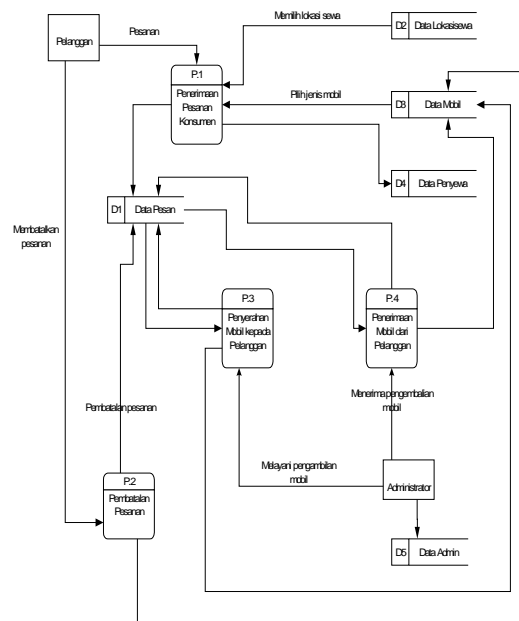 Pelanggan
Pesanan
Memilih lokasi sewa
D2 Data Lokasisewa
P.1
Penerimaan
Pesanan
Konsumen
Pilih jenis mobil
D3 Data Mobil
D4 Data Penyewa
D1 Data Pesan
Membatalkan
pesanan
P.3
Penyerahan
Mobil kepada
Pelanggan
P.4
Penerimaan
Mobil dari
Pelanggan
Pembatalan pesanan
Menerima pengembalian
mobil
Melayani pengambilan
mobil
Administrator
P.2
Pembatalan
Pesanan
D5 Data Admin